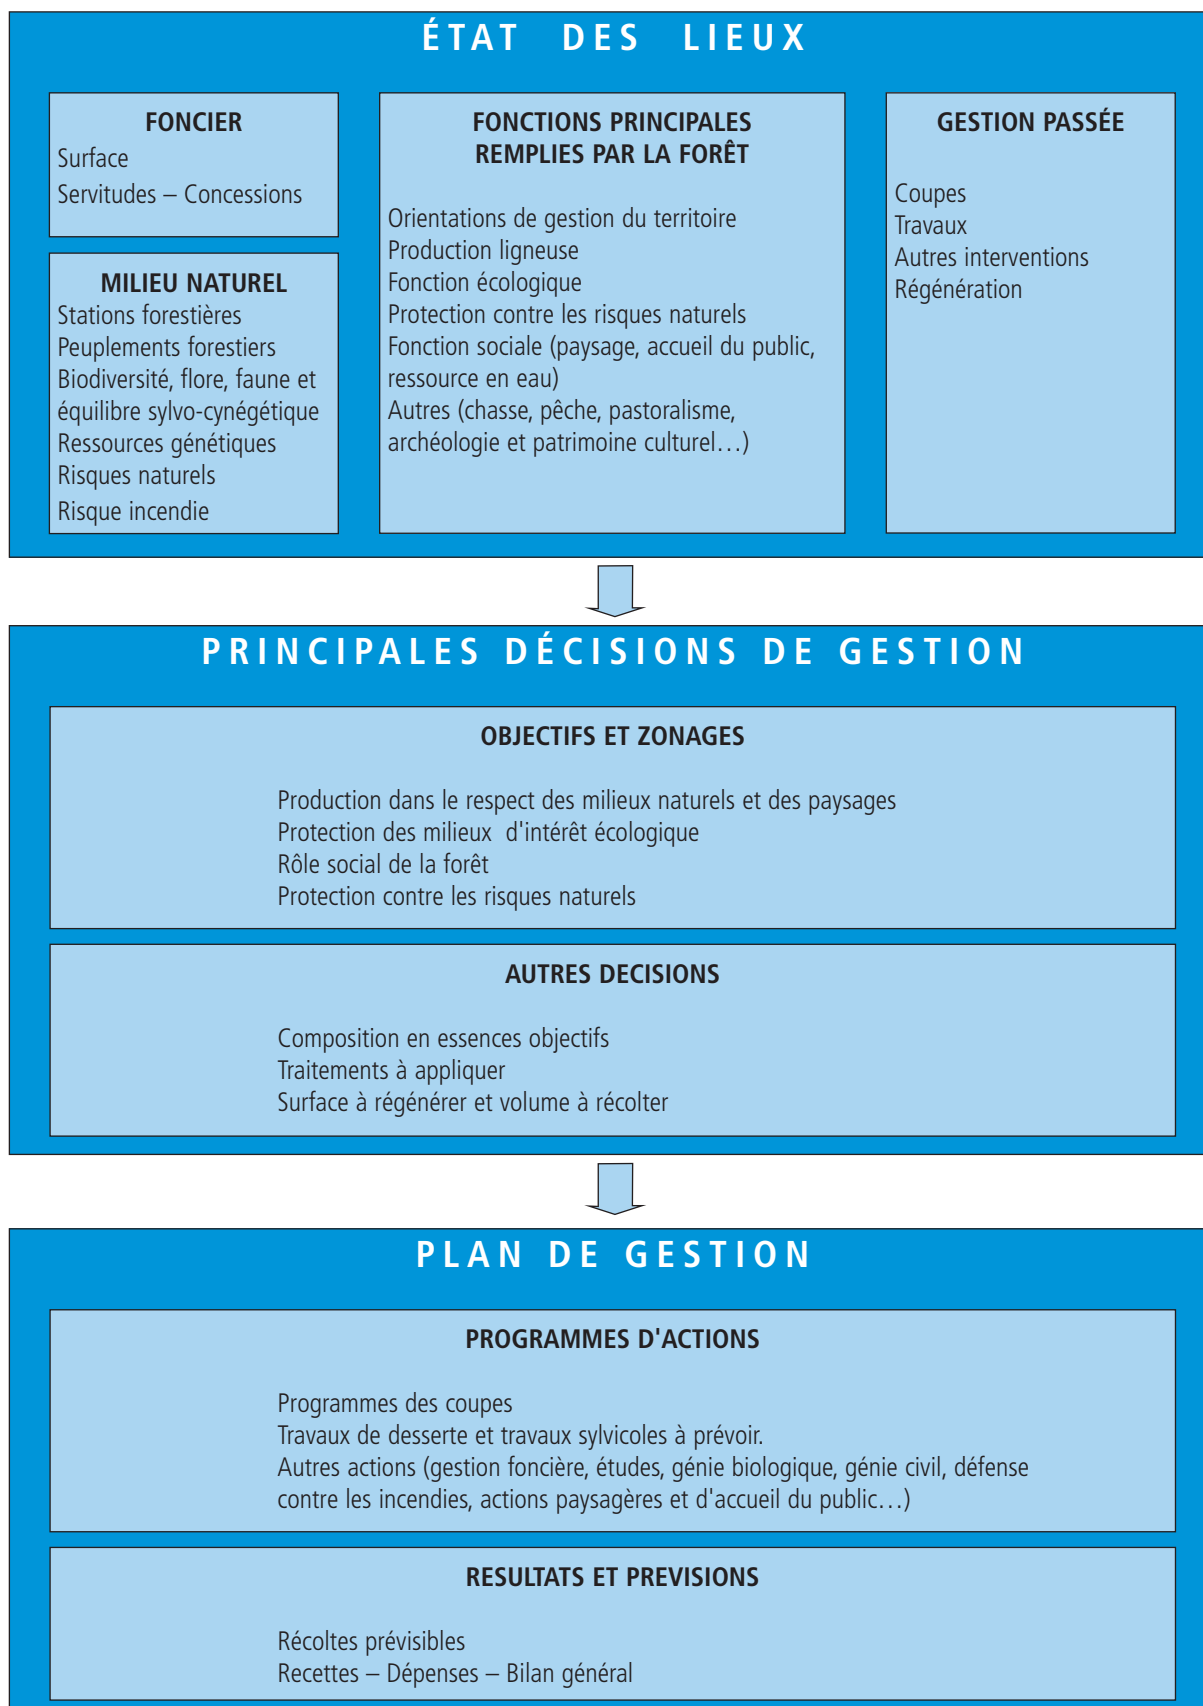 ÉTAT DES LIEUX
FONCIER
Surface
Servitudes – Concessions
MILIEU NATUREL
Stations forestières
Peuplements forestiers
Biodiversité, flore, faune et
équilibre sylvo-cynégétique
Ressources génétiques
Risques naturels
Risque incendie
FONCTIONS PRINCIPALES
REMPLIES PAR LA FORÊT
Orientations de gestion du territoire
Production ligneuse
Fonction écologique
Protection contre les risques naturels
Fonction sociale (paysage, accueil du public,
ressource en eau)
Autres (chasse, pêche, pastoralisme,
archéologie et patrimoine culturel…)
GESTION PASSÉE
Coupes
Travaux
Autres interventions
Régénération
PRINCIPALES DÉCISIONS DE GESTION
OBJECTIFS ET ZONAGES
Production dans le respect des milieux naturels et des paysages
Protection des milieux d'intérêt écologique
Rôle social de la forêt
Protection contre les risques naturels
AUTRES DECISIONS
Composition en essences objectifs
Traitements à appliquer
Surface à régénérer et volume à récolter
PLAN DE GESTION
PROGRAMMES D'ACTIONS
Programmes des coupes
Travaux de desserte et travaux sylvicoles à prévoir.
Autres actions (gestion foncière, études, génie biologique, génie civil, défense
contre les incendies, actions paysagères et d'accueil du public…)
RESULTATS ET PREVISIONS
Récoltes prévisibles
Recettes – Dépenses – Bilan général